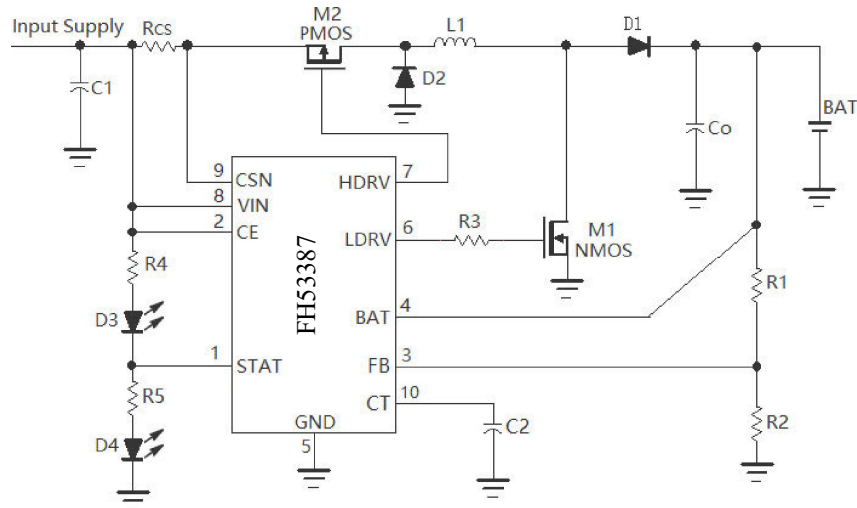 Input Supply
Rcs
M2
PMOS
L1
D1
C1
D2
Co
BAT
9
CSN
HDRV
7
8
VIN
2
CE
LDRV
6
R3
M1
NMOS
R4
FH53387
D3
BAT
4
R1
1
STAT
FB
3
R5
CT
10
D4
GND
5
C2
R2